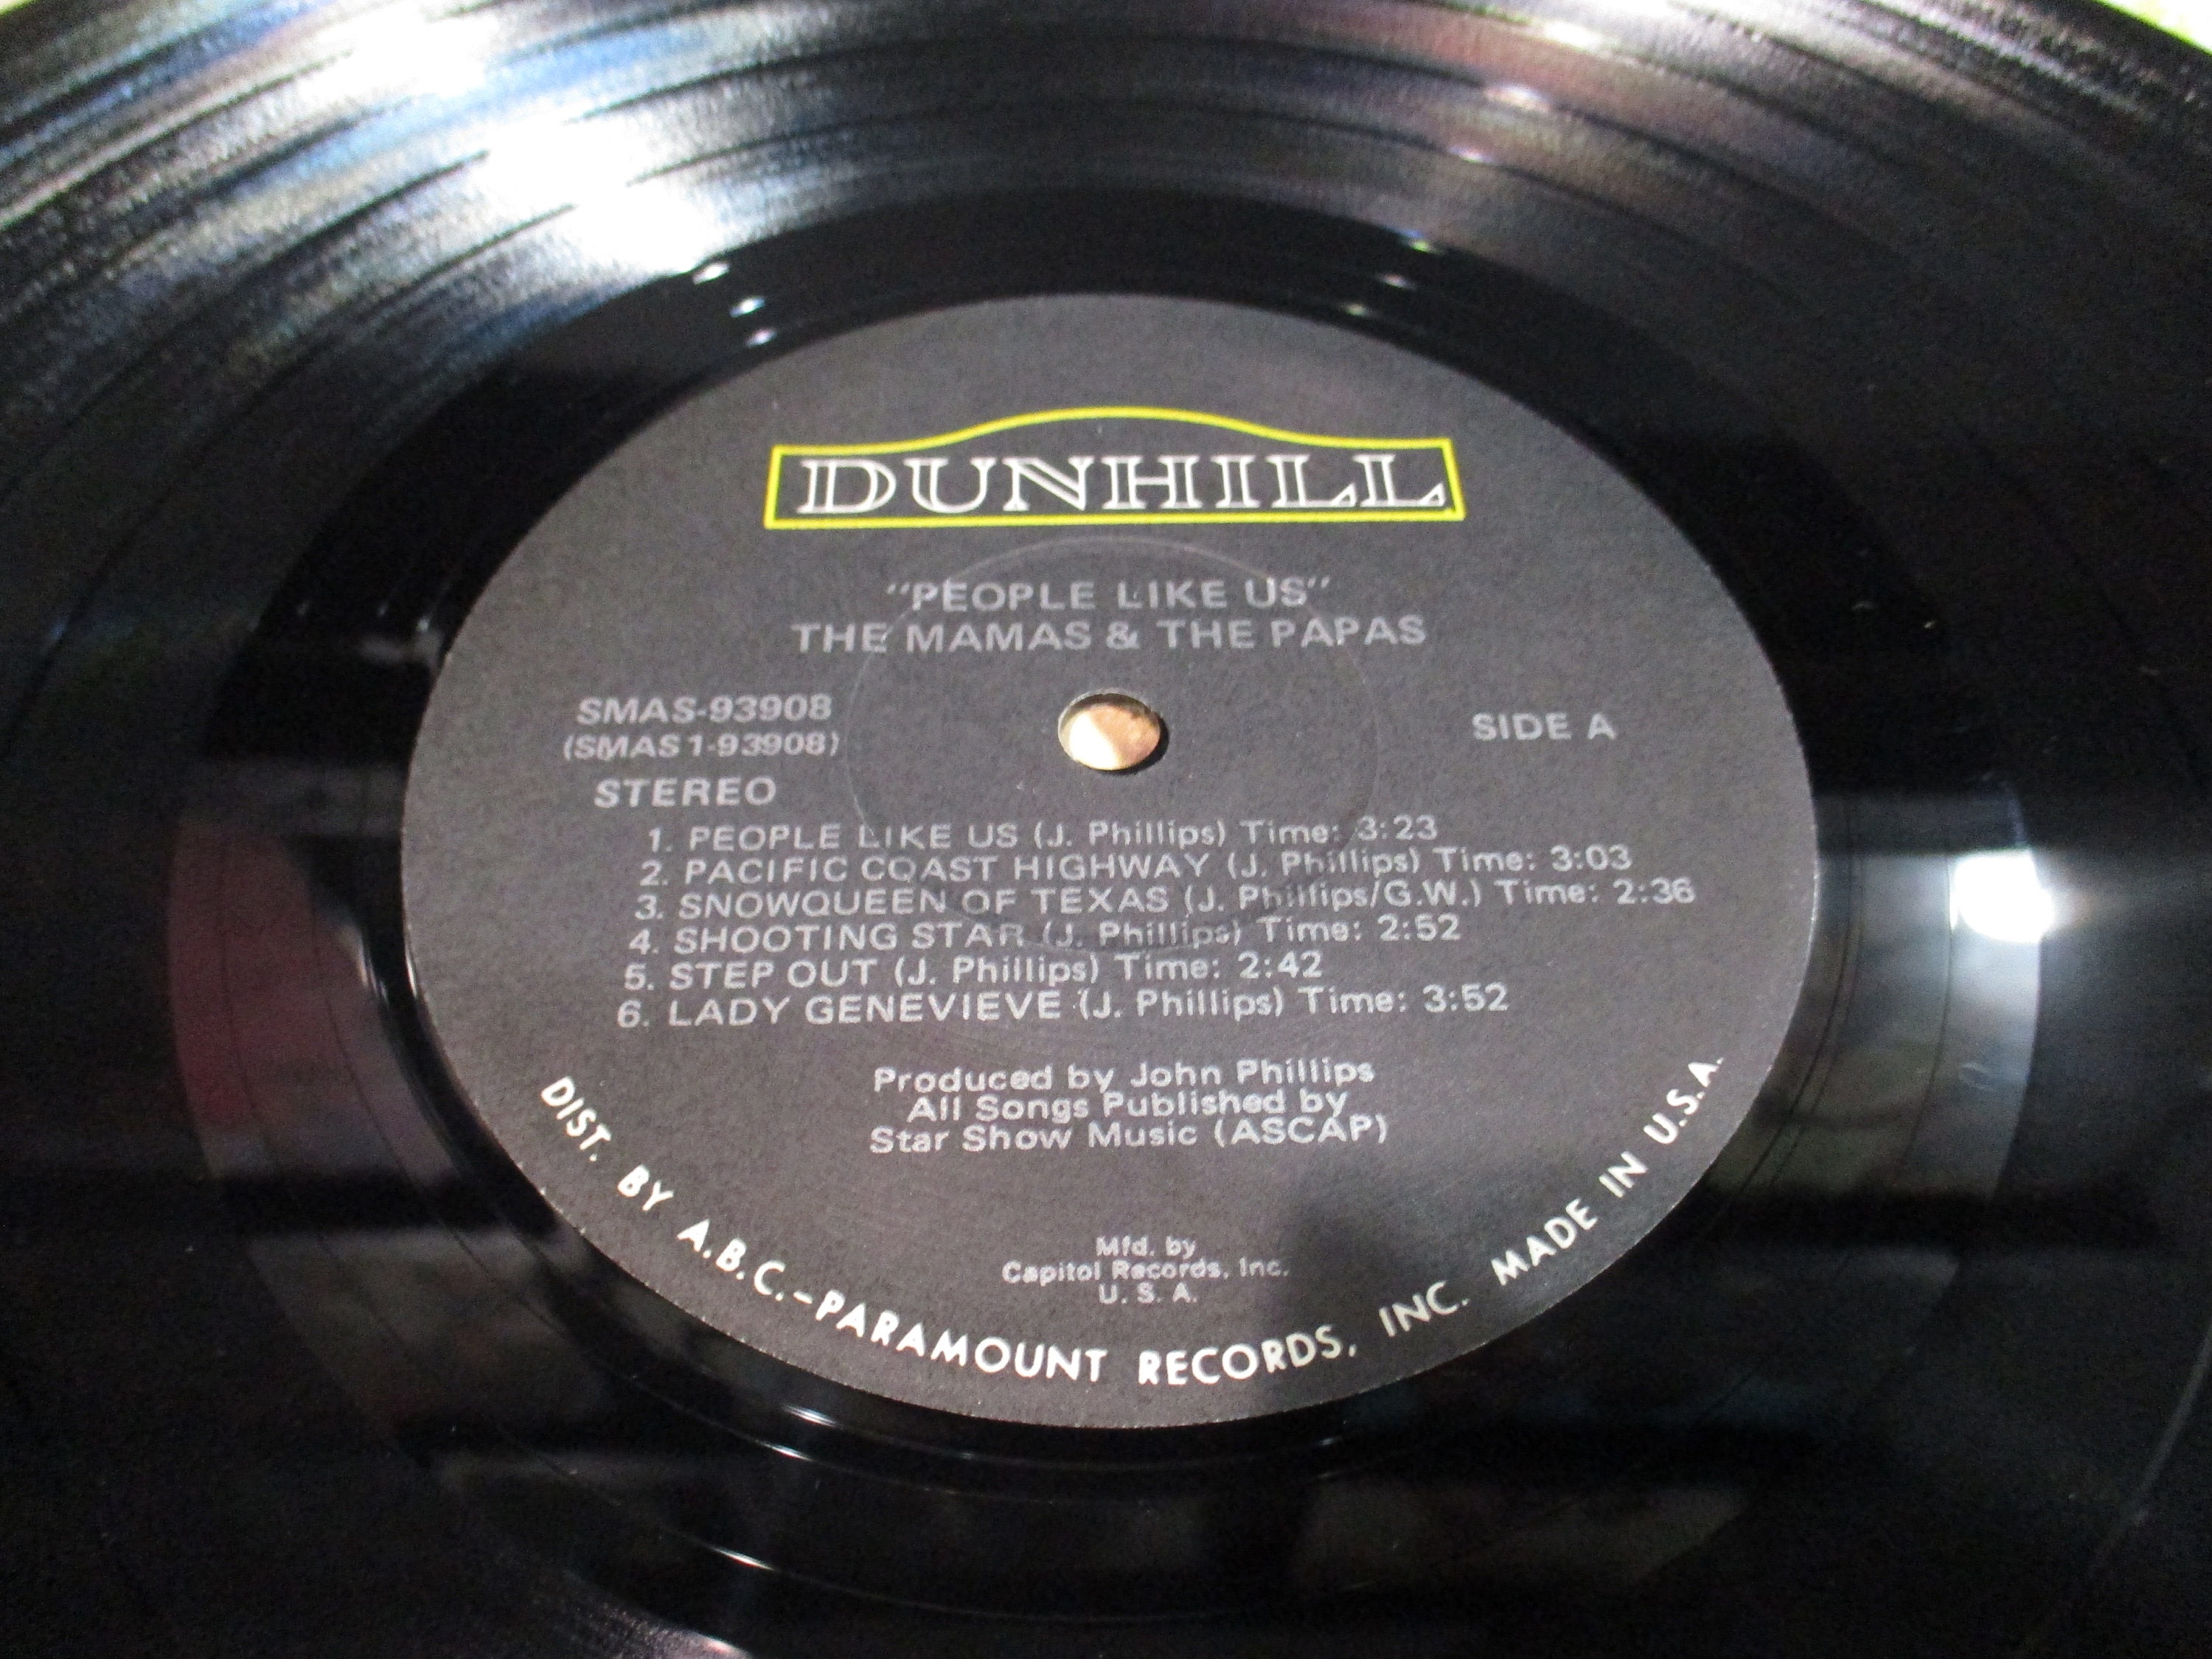 DUNHILL
"PEOPLE LIKE US"
THE MAMAS & THE PAPAS
SMAS-93908
(SMAS 1-93908)
SIDE A
STEREO
1. PEOPLE LIKE US (J. Phillips) Time: 3:23
2. PACIFIC COAST HIGHWAY (J. Phillips) Time: 3:03
3. SNOWQUEEN OF TEXAS (J. Phillips/G.W.) Time: 2:36
4. SHOOTING STAR (J. Phillips) Time: 2:52
5. STEP OUT (J. Phillips) Time: 2:42
6. LADY GENEVIEVE (J. Phillips) Time: 3:52
Produced by John Phillips
All Songs Published by
Star Show Music (ASCAP)
Mfd. by
Capitol Records, Inc.
U. S. A.
DIST. BY A.B.C.-PARAMOUNT RECORDS, INC. MADE IN U.S.A.